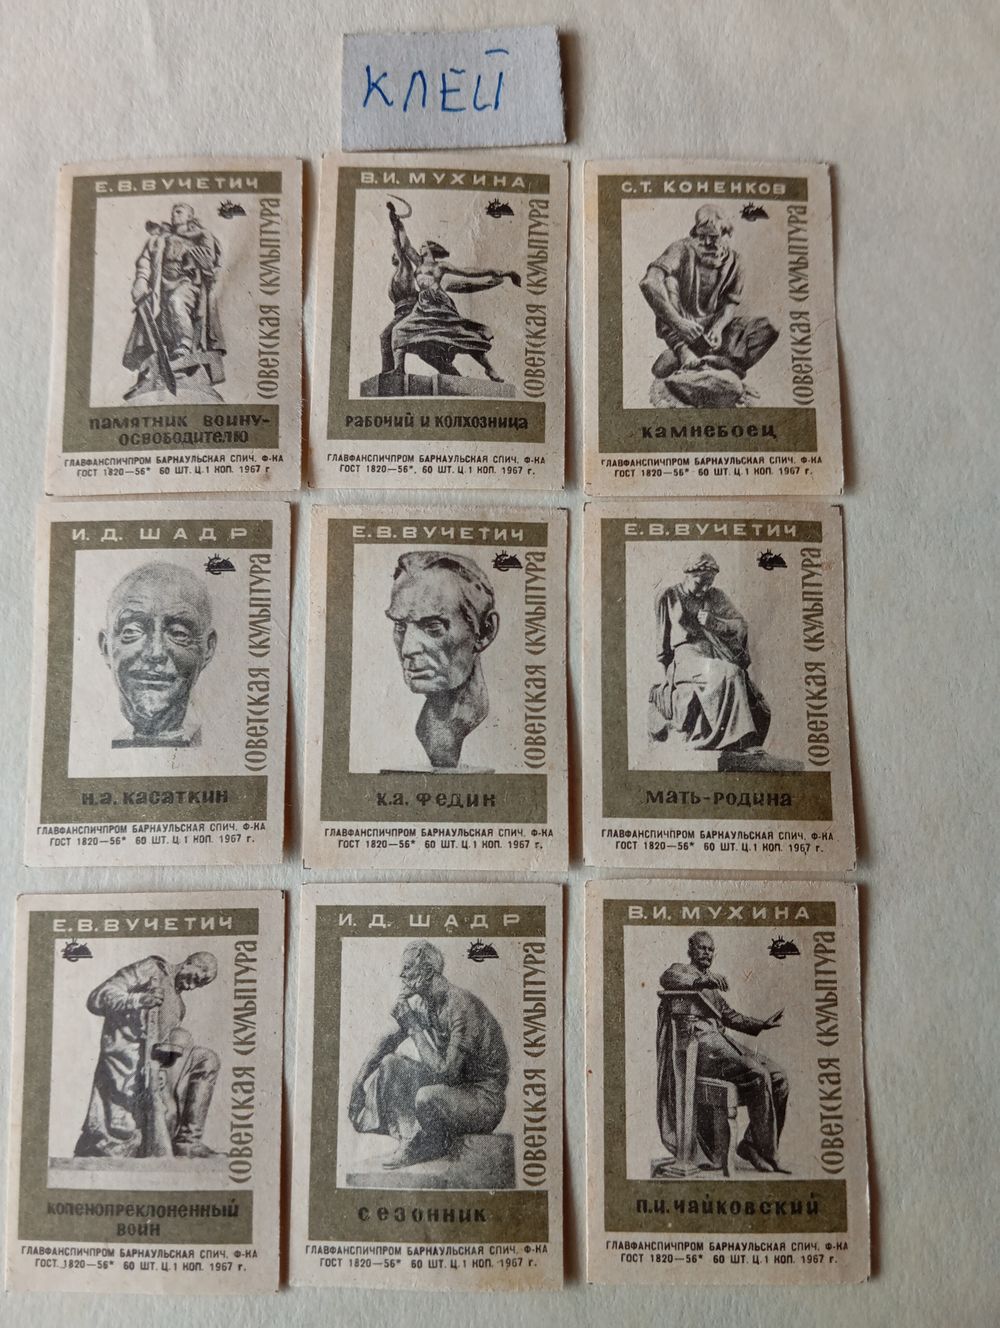 КЛЕЙ
Е.В.ВУЧЕТИЧ
СОВЕТСКАЯ СКУЛЬПТУРА
ПАМЯТНИК ВОИНУ-
ОСВОБОДИТЕЛЮ
ГЛАВФАНСПИЧПРОМ БАРНАУЛЬСКАЯ СПИЧ. Ф-КА
ГОСТ 1820—56* 60 ШТ. Ц. 1 КОП. 1967 г.
В.И. МУХИНА
СОВЕТСКАЯ СКУЛЬПТУРА
РАБОЧИЙ И КОЛХОЗНИЦА
ГЛАВФАНСПИЧПРОМ БАРНАУЛЬСКАЯ СПИЧ. Ф-КА
ГОСТ 1820—56*. 60 ШТ. Ц. 1 КОП. 1967 г.
С.Т. КОНЕНКОВ
СОВЕТСКАЯ СКУЛЬПТУРА
КАМНЕБОЕЦ
ГЛАВФАНСПИЧПРОМ БАРНАУЛЬСКАЯ СПИЧ. Ф-КА
ГОСТ 1820—56* 60 ШТ. Ц. 1 КОП. 1967 г.
И. Д. ШАДР
СОВЕТСКАЯ СКУЛЬПТУРА
Н.А. КАСАТКИН
ГЛАВФАНСПИЧПРОМ БАРНАУЛЬСКАЯ СПИЧ. Ф-КА
ГОСТ 1820—56* 60 ШТ. Ц. 1 КОП. 1967 г.
Е.В.ВУЧЕТИЧ
СОВЕТСКАЯ СКУЛЬПТУРА
К.А. ФЕДИН
ГЛАВФАНСПИЧПРОМ БАРНАУЛЬСКАЯ СПИЧ. Ф-КА
ГОСТ 1820—56* 60 ШТ. Ц. 1 КОП. 1967 г.
Е.В.ВУЧЕТИЧ
СОВЕТСКАЯ СКУЛЬПТУРА
МАТЬ-РОДИНА
ГЛАВФАНСПИЧПРОМ БАРНАУЛЬСКАЯ СПИЧ. Ф-КА
ГОСТ 1820—56* 60 ШТ. Ц. 1 КОП. 1967 г.
Е.В.ВУЧЕТИЧ
СОВЕТСКАЯ СКУЛЬПТУРА
КОЛЕНОПРЕКЛОНЕННЫЙ
ВОИН
ГЛАВФАНСПИЧПРОМ БАРНАУЛЬСКАЯ СПИЧ. Ф-КА
ГОСТ 1820—56* 60 ШТ. Ц. 1 КОП. 1967 г.
И. Д. ШАДР
СОВЕТСКАЯ СКУЛЬПТУРА
СЕЗОННИК
ГЛАВФАНСПИЧПРОМ БАРНАУЛЬСКАЯ СПИЧ. Ф-КА
ГОСТ 1820—56* 60 ШТ. Ц. 1 КОП. 1967 г.
В.И. МУХИНА
СОВЕТСКАЯ СКУЛЬПТУРА
П.И. ЧАЙКОВСКИЙ
ГЛАВФАНСПИЧПРОМ БАРНАУЛЬСКАЯ СПИЧ. Ф-КА
ГОСТ 1820—56* 60 ШТ. Ц. 1 КОП. 1967 г.